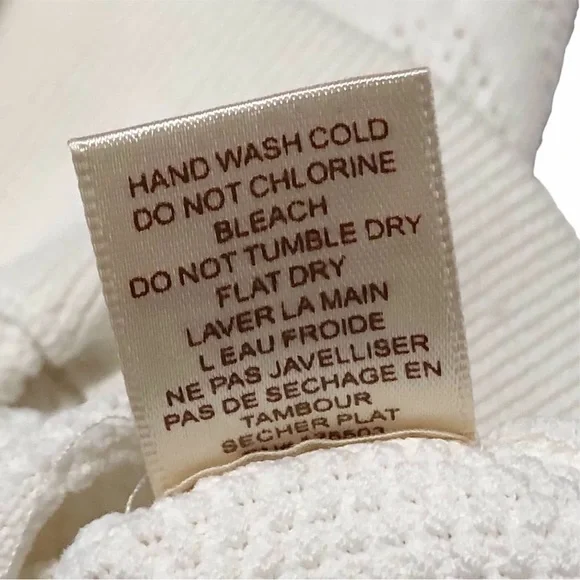 HAND WASH COLD
DO NOT CHLORINE
BLEACH
DO NOT TUMBLE DRY
FLAT DRY
LAVER LA MAIN
L EAU FROIDE
NE PAS JAVELLISER
PAS DE SECHAGE EN
TAMBOUR
SECHER PLAT